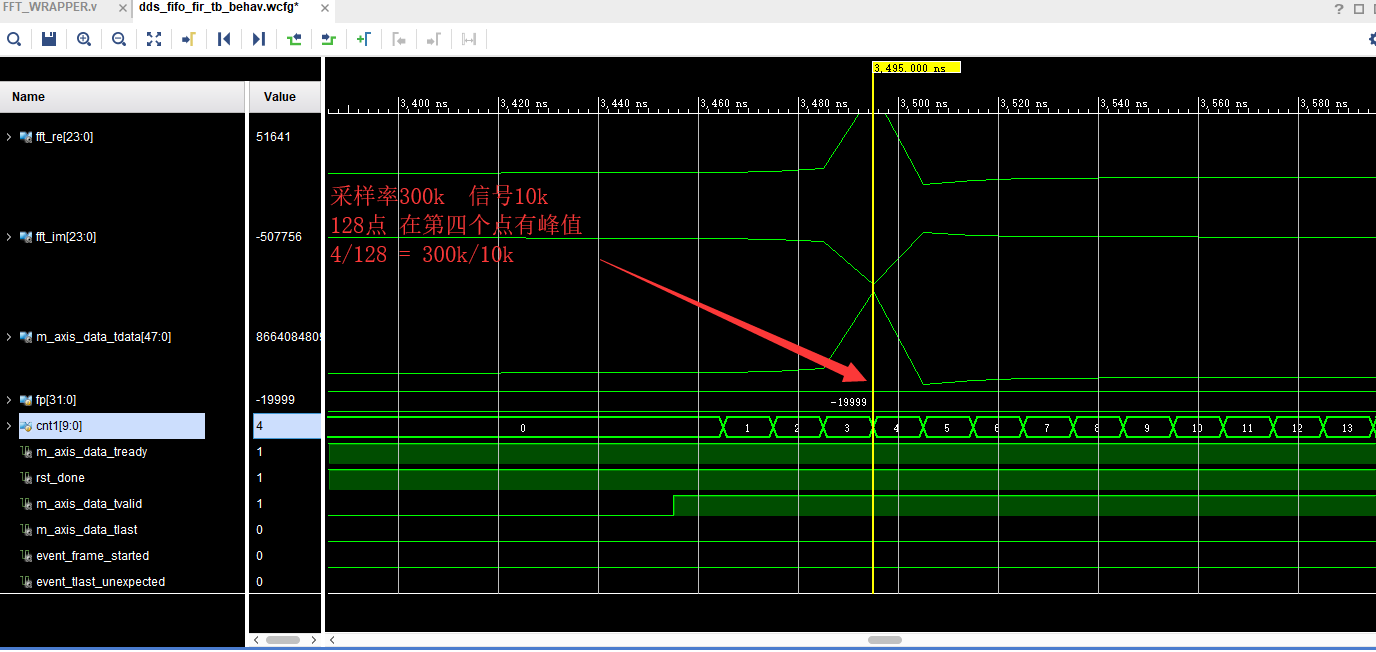 FFT_WRAPPER.v
dds_fifo_fir_tb_behav.wcfg*
3,495.000 ns
Name Value
3,400 ns 3,420 ns 3,440 ns 3,460 ns 3,480 ns 3,500 ns 3,520 ns 3,540 ns 3,560 ns 3,580 ns
fft_re[23:0] 51641
采样率300k 信号10k
128点 在第四个点有峰值
4/128 = 300k/10k
fft_im[23:0] -507756
m_axis_data_tdata[47:0] 8664084809
fp[31:0] -19999 -19999
cnt1[9:0] 4 0 1 2 3 4 5 6 7 8 9 10 11 12 13
m_axis_data_tready 1
rst_done 1
m_axis_data_tvalid 1
m_axis_data_tlast 0
event_frame_started 0
event_tlast_unexpected 0